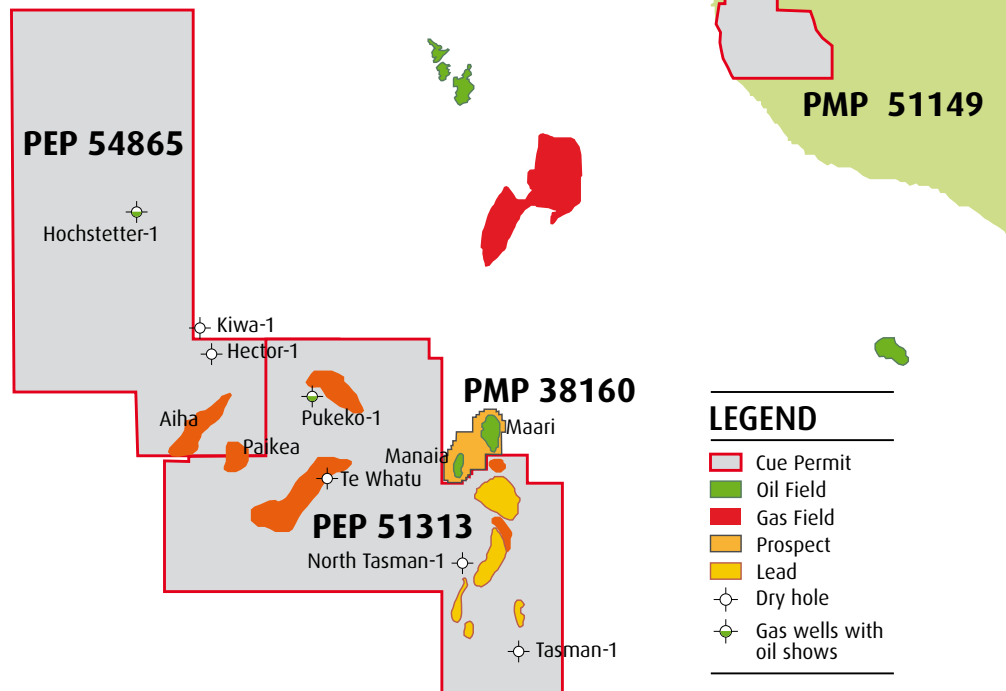 PMP 51149
PEP 54865
Hochstetter-1
Kiwa-1
Hector-1
PMP 38160
Aiha
Pukeko-1
Maari
Paikea
Manaia
Te Whatu
PEP 51313
North Tasman-1
Tasman-1
LEGEND
Cue Permit
Oil Field
Gas Field
Prospect
Lead
Dry hole
Gas wells with
oil shows